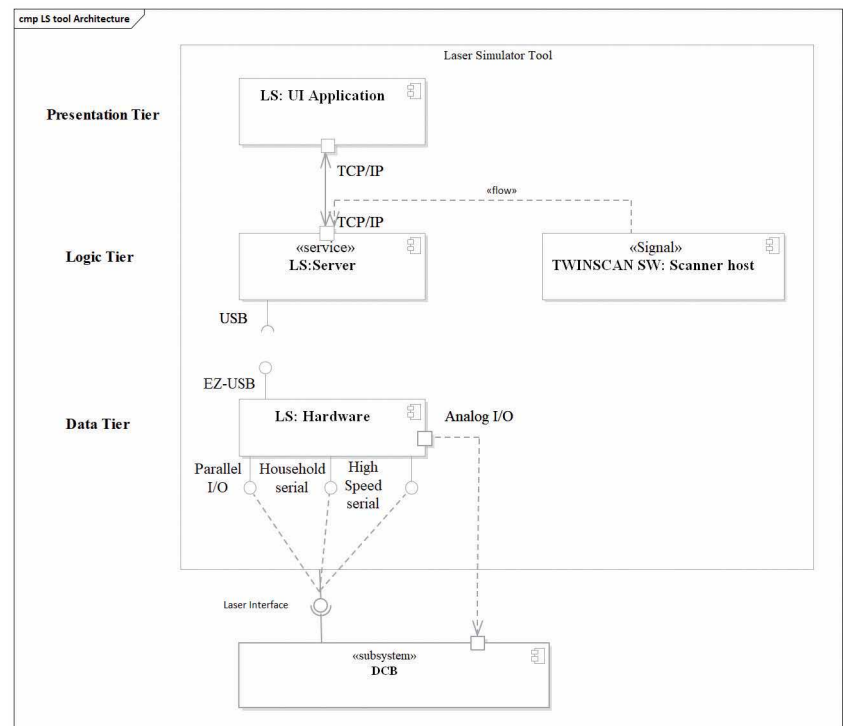 cmp LS tool Architecture
Laser Simulator Tool
LS: UI Application
Presentation Tier
TCP/IP
«flow»
TCP/IP
«service»
LS:Server
«Signal»
TWINSCAN SW: Scanner host
Logic Tier
USB
EZ-USB
LS: Hardware
Analog I/O
Data Tier
Parallel
I/O
Household
serial
High
Speed
serial
Laser Interface
«subsystem»
DCB